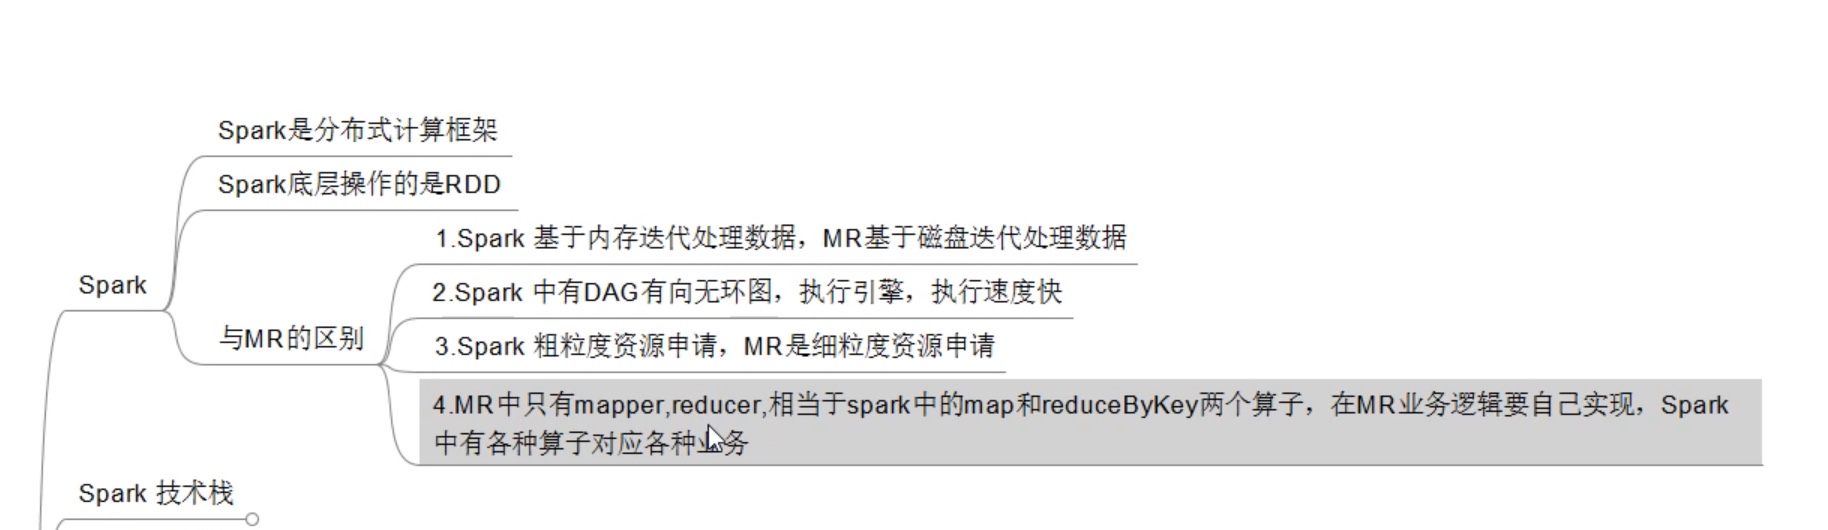 Spark是分布式计算框架
Spark底层操作的是RDD
1.Spark 基于内存迭代处理数据，MR基于磁盘迭代处理数据
Spark
2.Spark 中有DAG有向无环图，执行引擎，执行速度快
与MR的区别
3.Spark 粗粒度资源申请，MR是细粒度资源申请
4.MR中只有mapper,reducer,相当于spark中的map和reduceByKey两个算子，在MR业务逻辑要自己实现，Spark
中有各种算子对应各种业务
Spark 技术栈